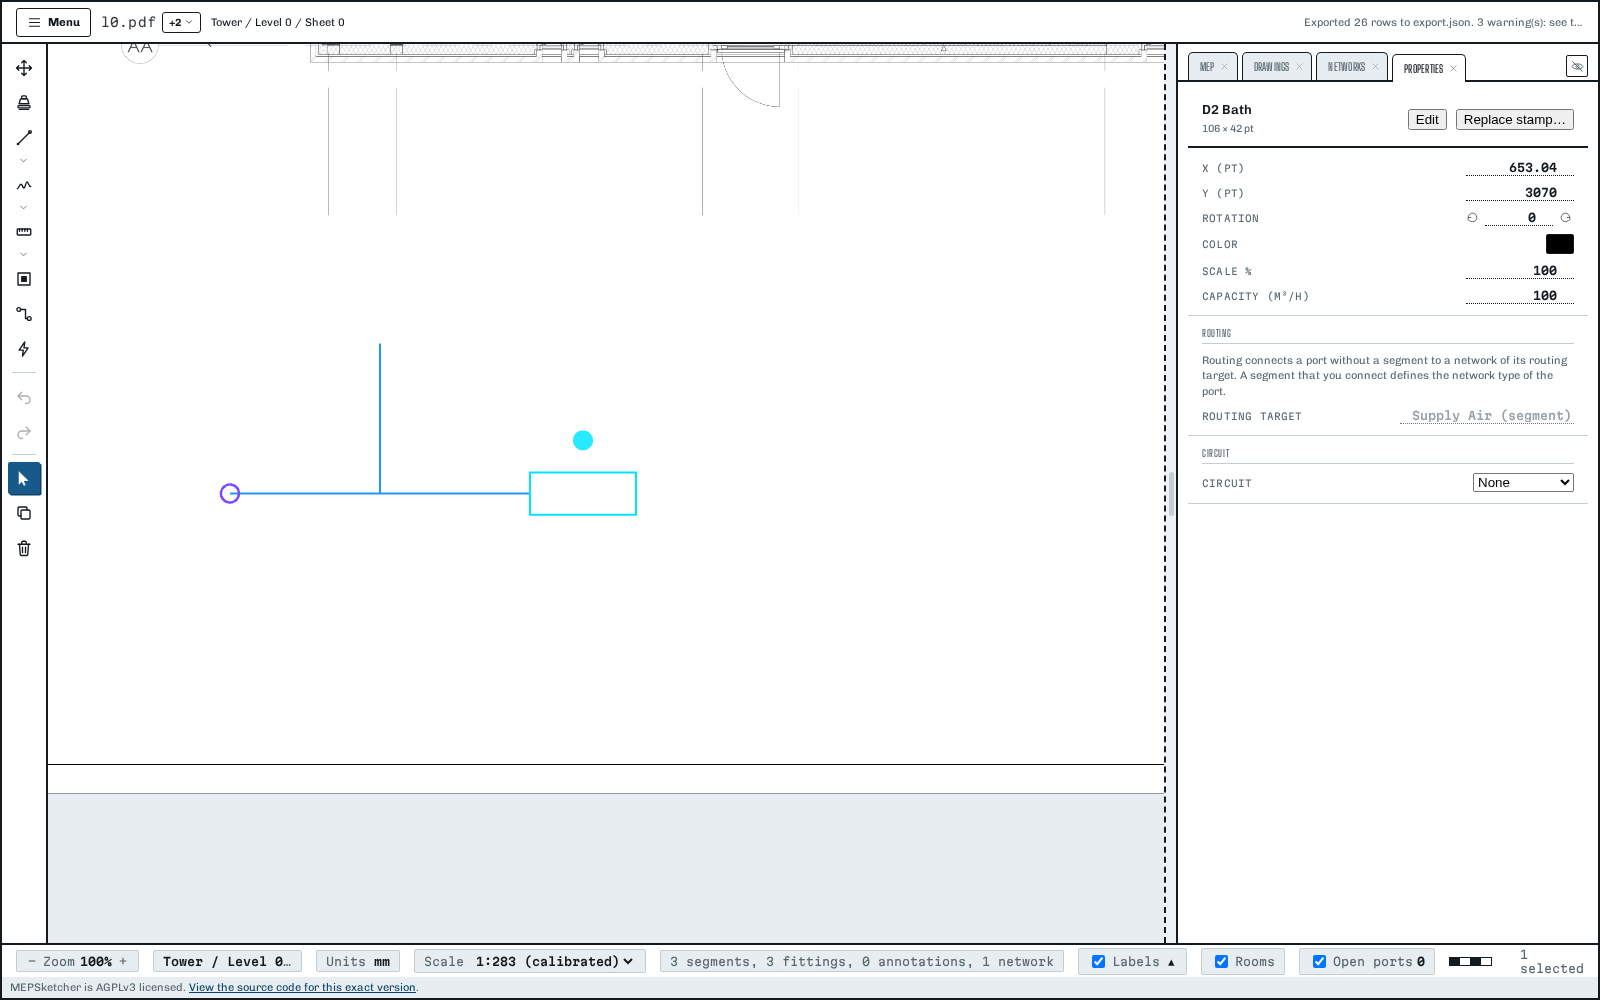 Menu
l0.pdf
+2
Tower / Level 0 / Sheet 0
Exported 26 rows to export.json. 3 warning(s): see t…
AA
MEP
DRAWINGS
NETWORKS
PROPERTIES
D2 Bath
106 × 42 pt
Edit
Replace stamp…
X (PT)
653.04
Y (PT)
3070
ROTATION
0
COLOR
SCALE %
100
CAPACITY (M³/H)
100
ROUTING
Routing connects a port without a segment to a network of its routing
target. A segment that you connect defines the network type of the
port.
ROUTING TARGET
Supply Air (segment)
CIRCUIT
CIRCUIT
None
− Zoom 100% +
Tower / Level 0…
Units mm
Scale 1:283 (calibrated)
3 segments, 3 fittings, 0 annotations, 1 network
Labels ▲
Rooms
Open ports 0
1
selected
MEPSketcher is AGPLv3 licensed. View the source code for this exact version.